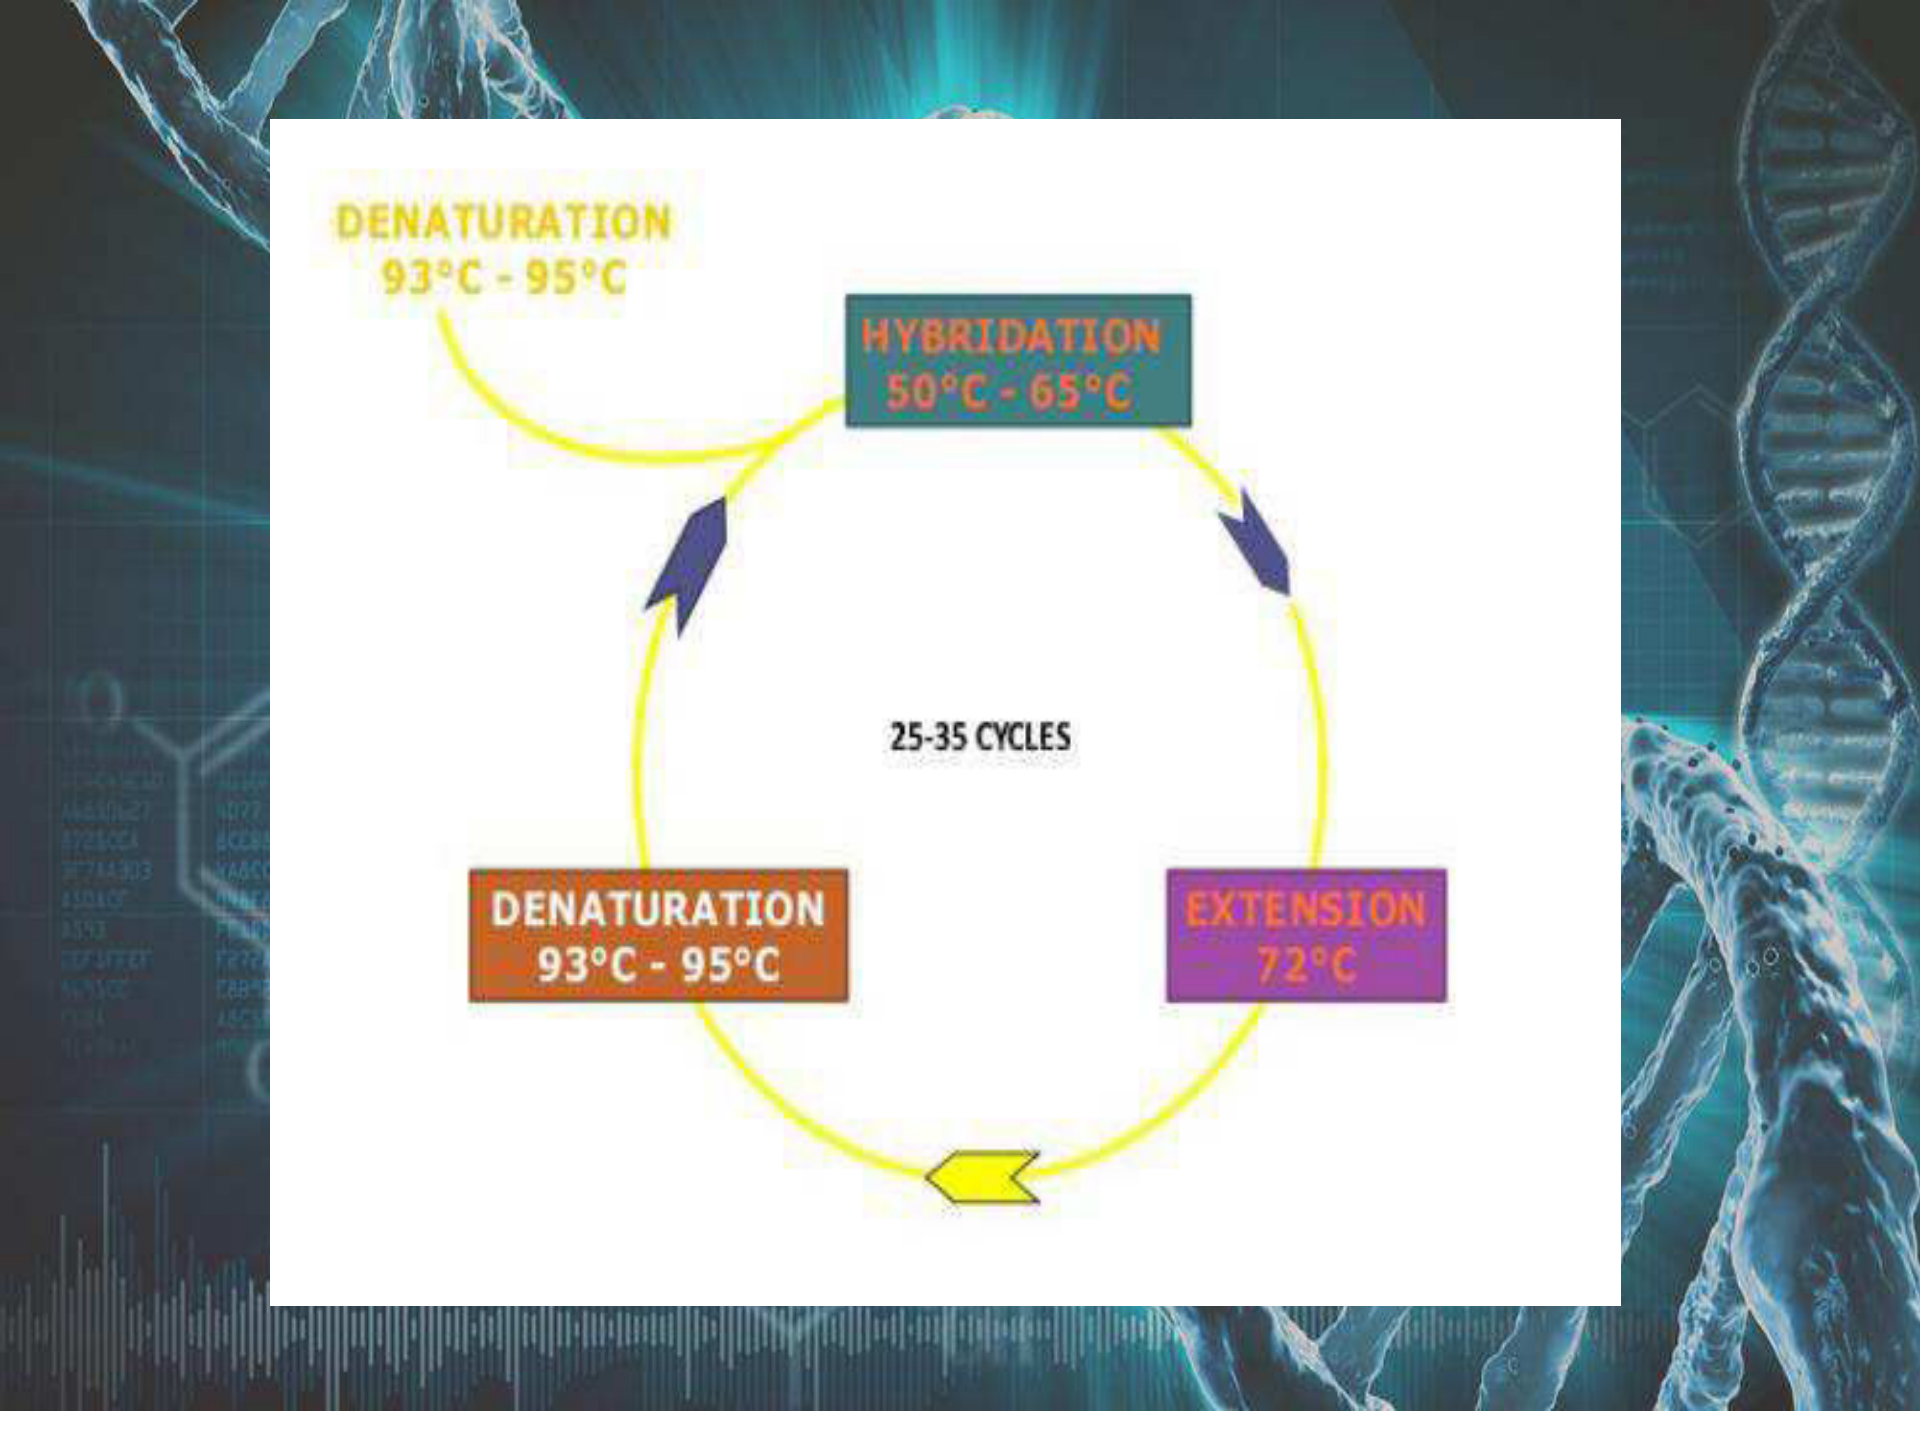 DENATURATION
93°C - 95°C
HYBRIDATION
50°C - 65°C
25-35 CYCLES
DENATURATION
93°C - 95°C
EXTENSION
72°C